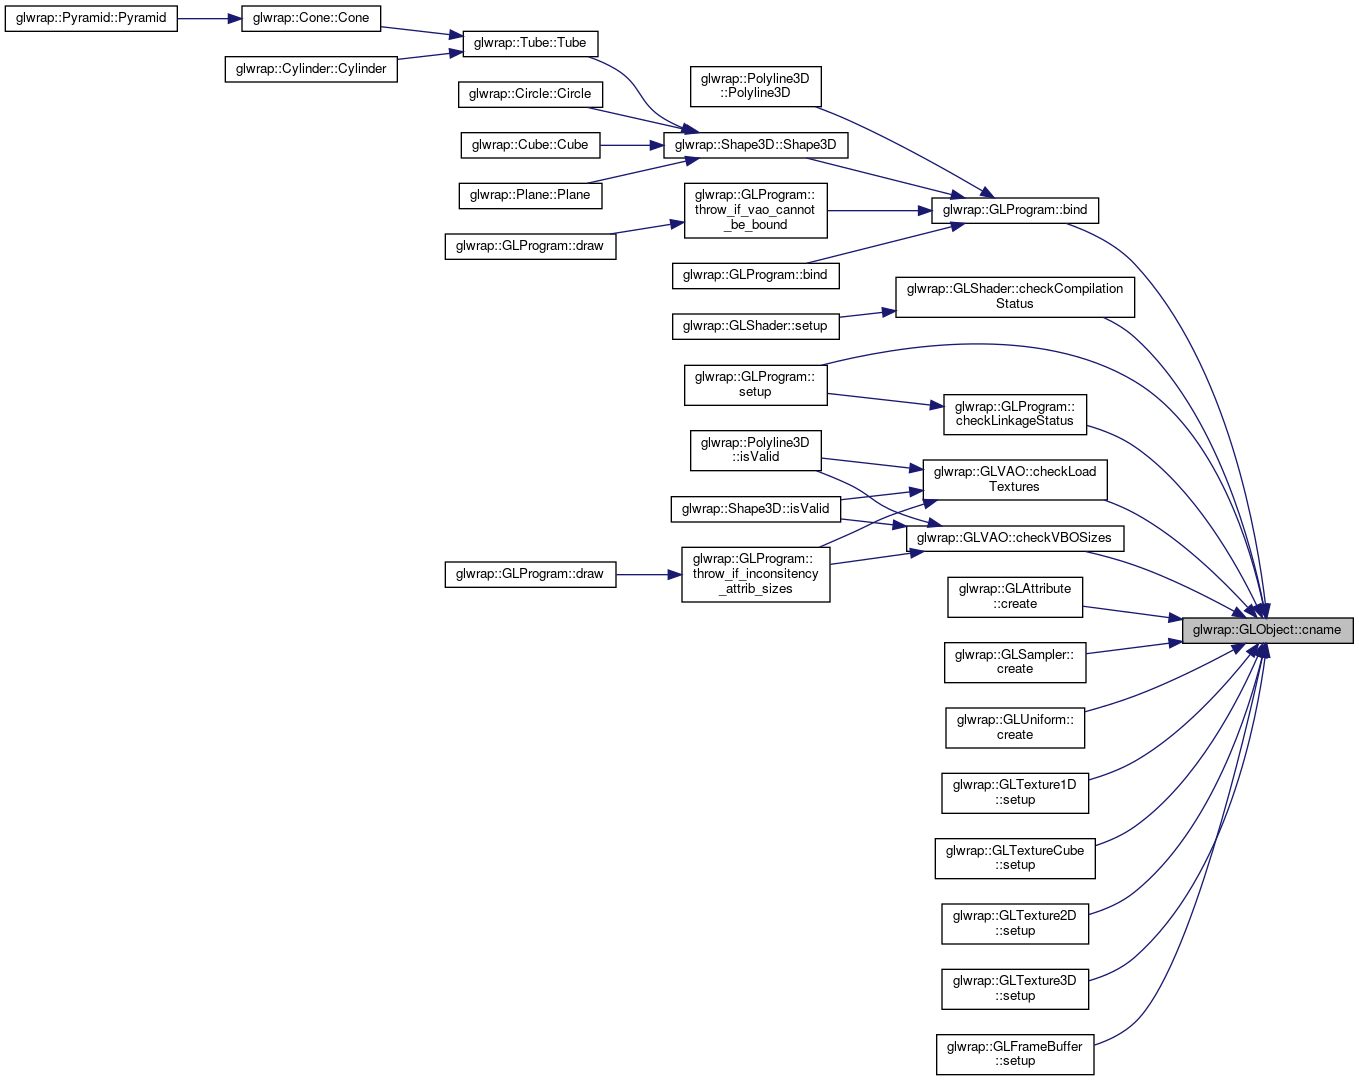 glwrap::Pyramid::Pyramid
glwrap::Cone::Cone
glwrap::Tube::Tube
glwrap::Cylinder::Cylinder
glwrap::Circle::Circle
glwrap::Cube::Cube
glwrap::Plane::Plane
glwrap::GLProgram::draw
glwrap::Polyline3D
::Polyline3D
glwrap::Shape3D::Shape3D
glwrap::GLProgram::
throw_if_vao_cannot
_be_bound
glwrap::GLProgram::bind
glwrap::GLProgram::bind
glwrap::GLShader::checkCompilation
Status
glwrap::GLShader::setup
glwrap::GLProgram::
setup
glwrap::GLProgram::
checkLinkageStatus
glwrap::Polyline3D
::isValid
glwrap::GLVAO::checkLoad
Textures
glwrap::Shape3D::isValid
glwrap::GLVAO::checkVBOSizes
glwrap::GLProgram::draw
glwrap::GLProgram::
throw_if_inconsitency
_attrib_sizes
glwrap::GLAttribute
::create
glwrap::GLObject::cname
glwrap::GLSampler::
create
glwrap::GLUniform::
create
glwrap::GLTexture1D
::setup
glwrap::GLTextureCube
::setup
glwrap::GLTexture2D
::setup
glwrap::GLTexture3D
::setup
glwrap::GLFrameBuffer
::setup